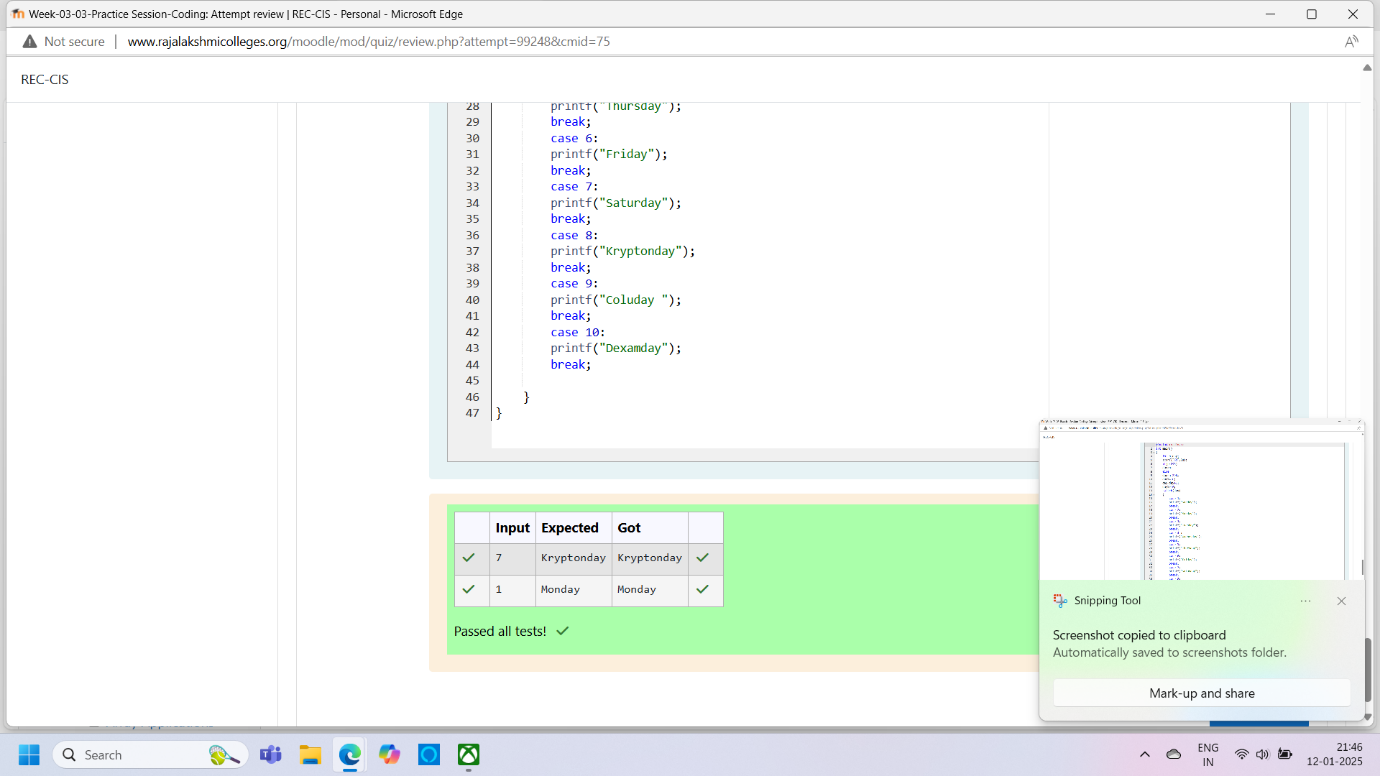 Week-03-03-Practice Session-Coding: Attempt review | REC-CIS - Personal - Microsoft Edge
Not secure | www.rajalakshmicolleges.org/moodle/mod/quiz/review.php?attempt=99248&cmid=75
REC-CIS
28 printf("Thursday");
29 break;
30 case 6:
31 printf("Friday");
32 break;
33 case 7:
34 printf("Saturday");
35 break;
36 case 8:
37 printf("Kryptonday");
38 break;
39 case 9:
40 printf("Coluday ");
41 break;
42 case 10:
43 printf("Dexamday");
44 break;
45
46 }
47 }
Input Expected Got
7 Kryptonday Kryptonday
1 Monday Monday
Passed all tests!
Snipping Tool
Screenshot copied to clipboard
Automatically saved to screenshots folder.
Mark-up and share
Search
ENG
IN
21:46
12-01-2025